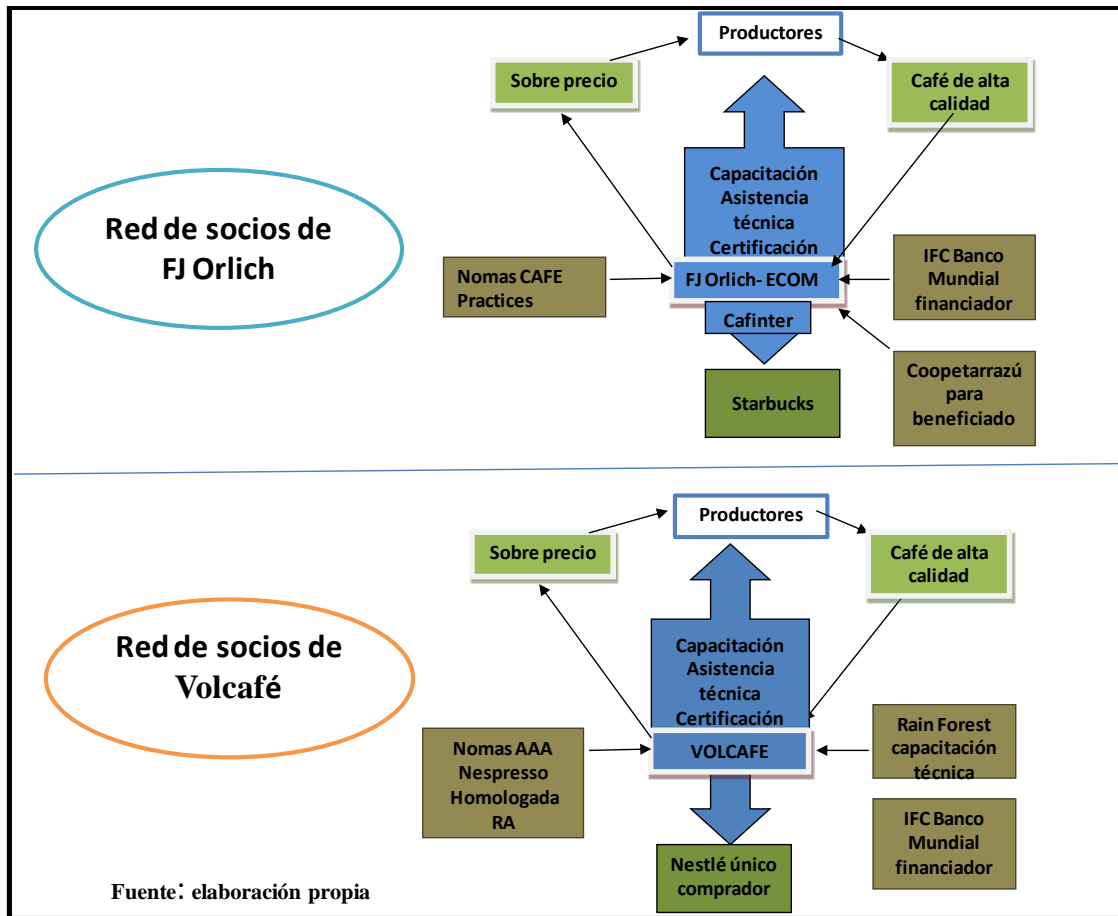 Productores
Sobre precio
Café de alta
calidad
Capacitación
Asistencia
técnica
Certificación
Red de socios de
FJ Orlich
Nomas CAFE
Practices
FJ Orlich- ECOM
IFC Banco
Mundial
financiador
Cafinter
Coopetarrazú
para
beneficiado
Starbucks
Productores
Sobre precio
Café de alta
calidad
Capacitación
Asistencia
técnica
Certificación
Red de socios de
Volcafé
Nomas AAA
Nespresso
Homologada
RA
VOLCAFE
Rain Forest
capacitación
técnica
IFC Banco
Mundial
financiador
Nestlé único
comprador
Fuente: elaboración propia